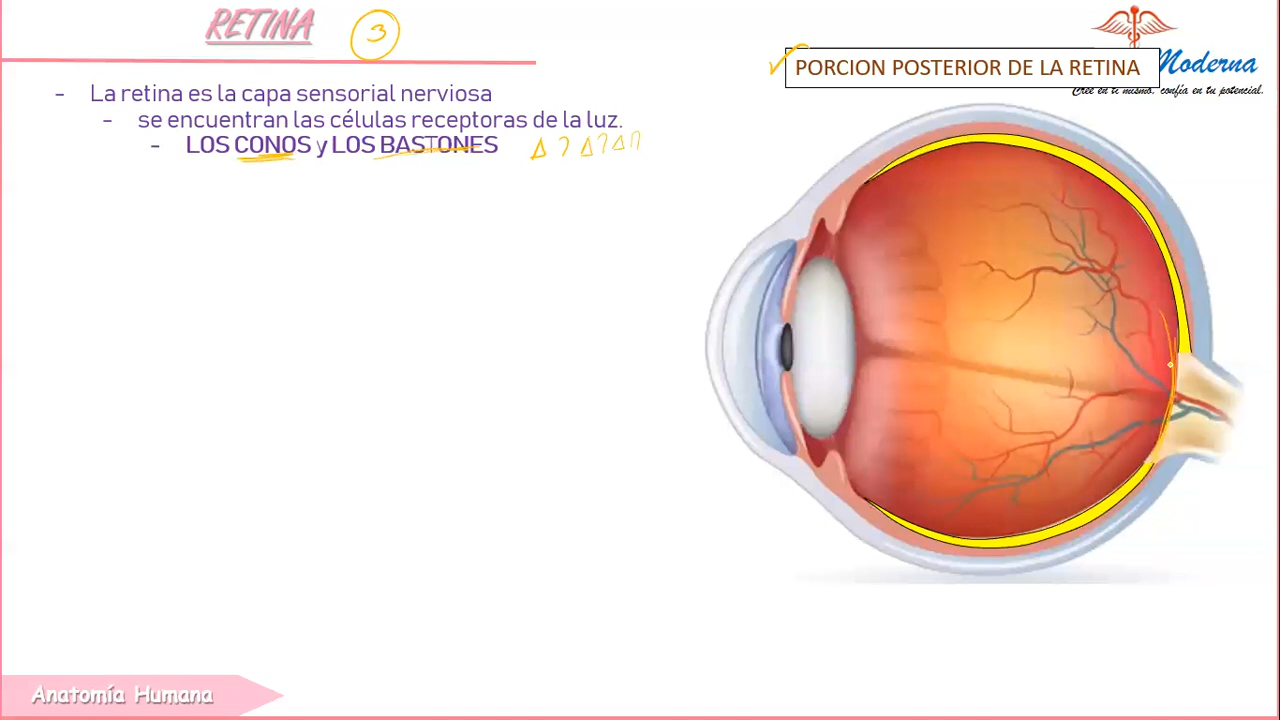 RETINA 3
- La retina es la capa sensorial nerviosa
- se encuentran las células receptoras de la luz.
- LOS CONOS y LOS BASTONES
PORCION POSTERIOR DE LA RETINA
Moderna
Cree en ti mismo, confía en tu potencial.
Anatomía Humana